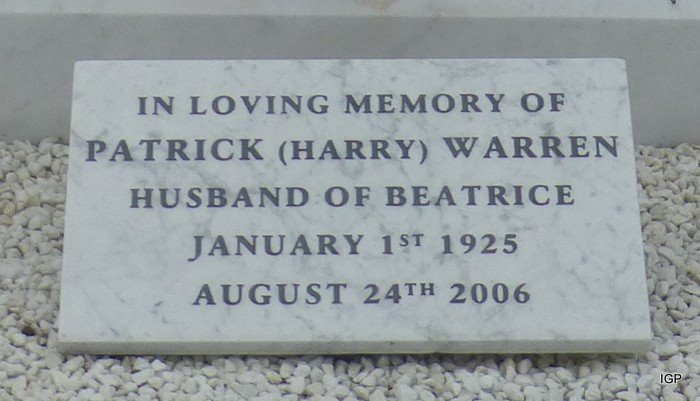 IN LOVING MEMORY OF
PATRICK (HARRY) WARREN
HUSBAND OF BEATRICE
JANUARY 1ST 1925
AUGUST 24TH 2006
IGP